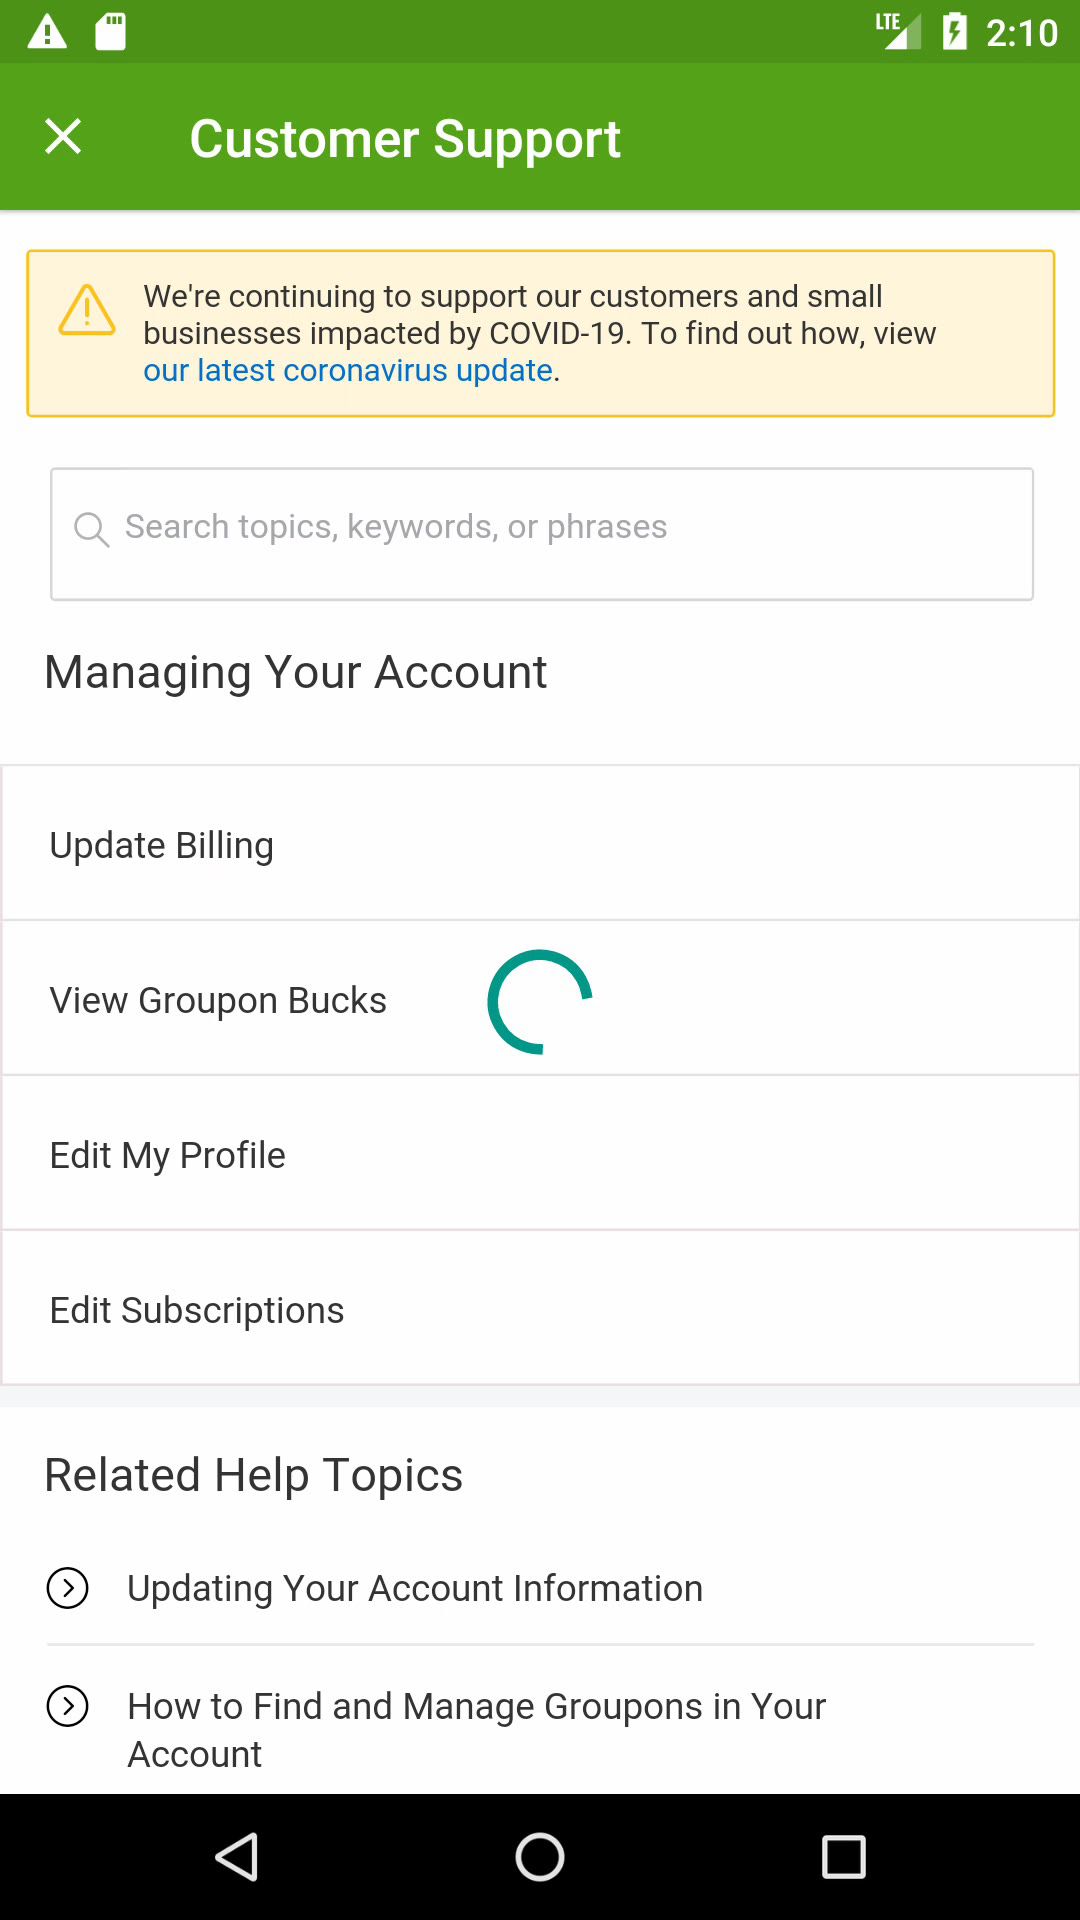 LTE 2:10
Customer Support
We're continuing to support our customers and small
businesses impacted by COVID-19. To find out how, view
our latest coronavirus update.
Search topics, keywords, or phrases
Managing Your Account
Update Billing
View Groupon Bucks
Edit My Profile
Edit Subscriptions
Related Help Topics
Updating Your Account Information
How to Find and Manage Groupons in Your
Account